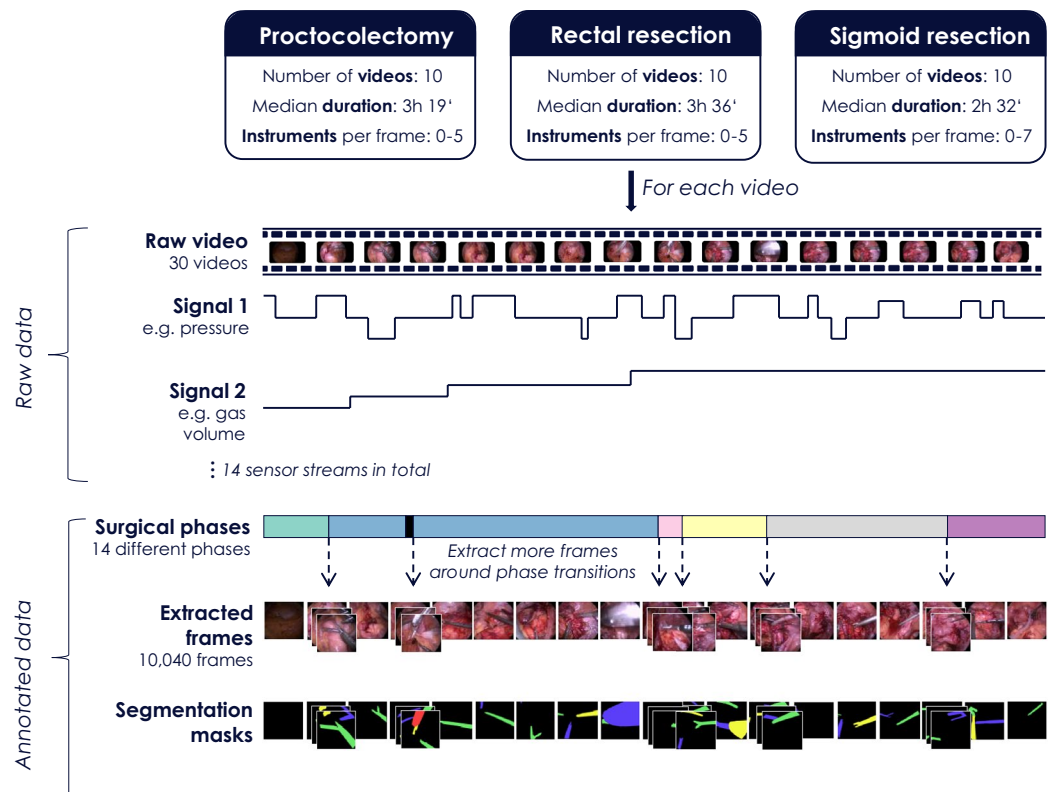 Proctocolectomy
Number of videos: 10
Median duration: 3h 19‘
Instruments per frame: 0-5
Rectal resection
Number of videos: 10
Median duration: 3h 36‘
Instruments per frame: 0-5
Sigmoid resection
Number of videos: 10
Median duration: 2h 32‘
Instruments per frame: 0-7
For each video
Raw data
Raw video
30 videos
Signal 1
e.g. pressure
Signal 2
e.g. gas
volume
14 sensor streams in total
Annotated data
Surgical phases
14 different phases
Extract more frames
around phase transitions
Extracted
frames
10,040 frames
Segmentation
masks